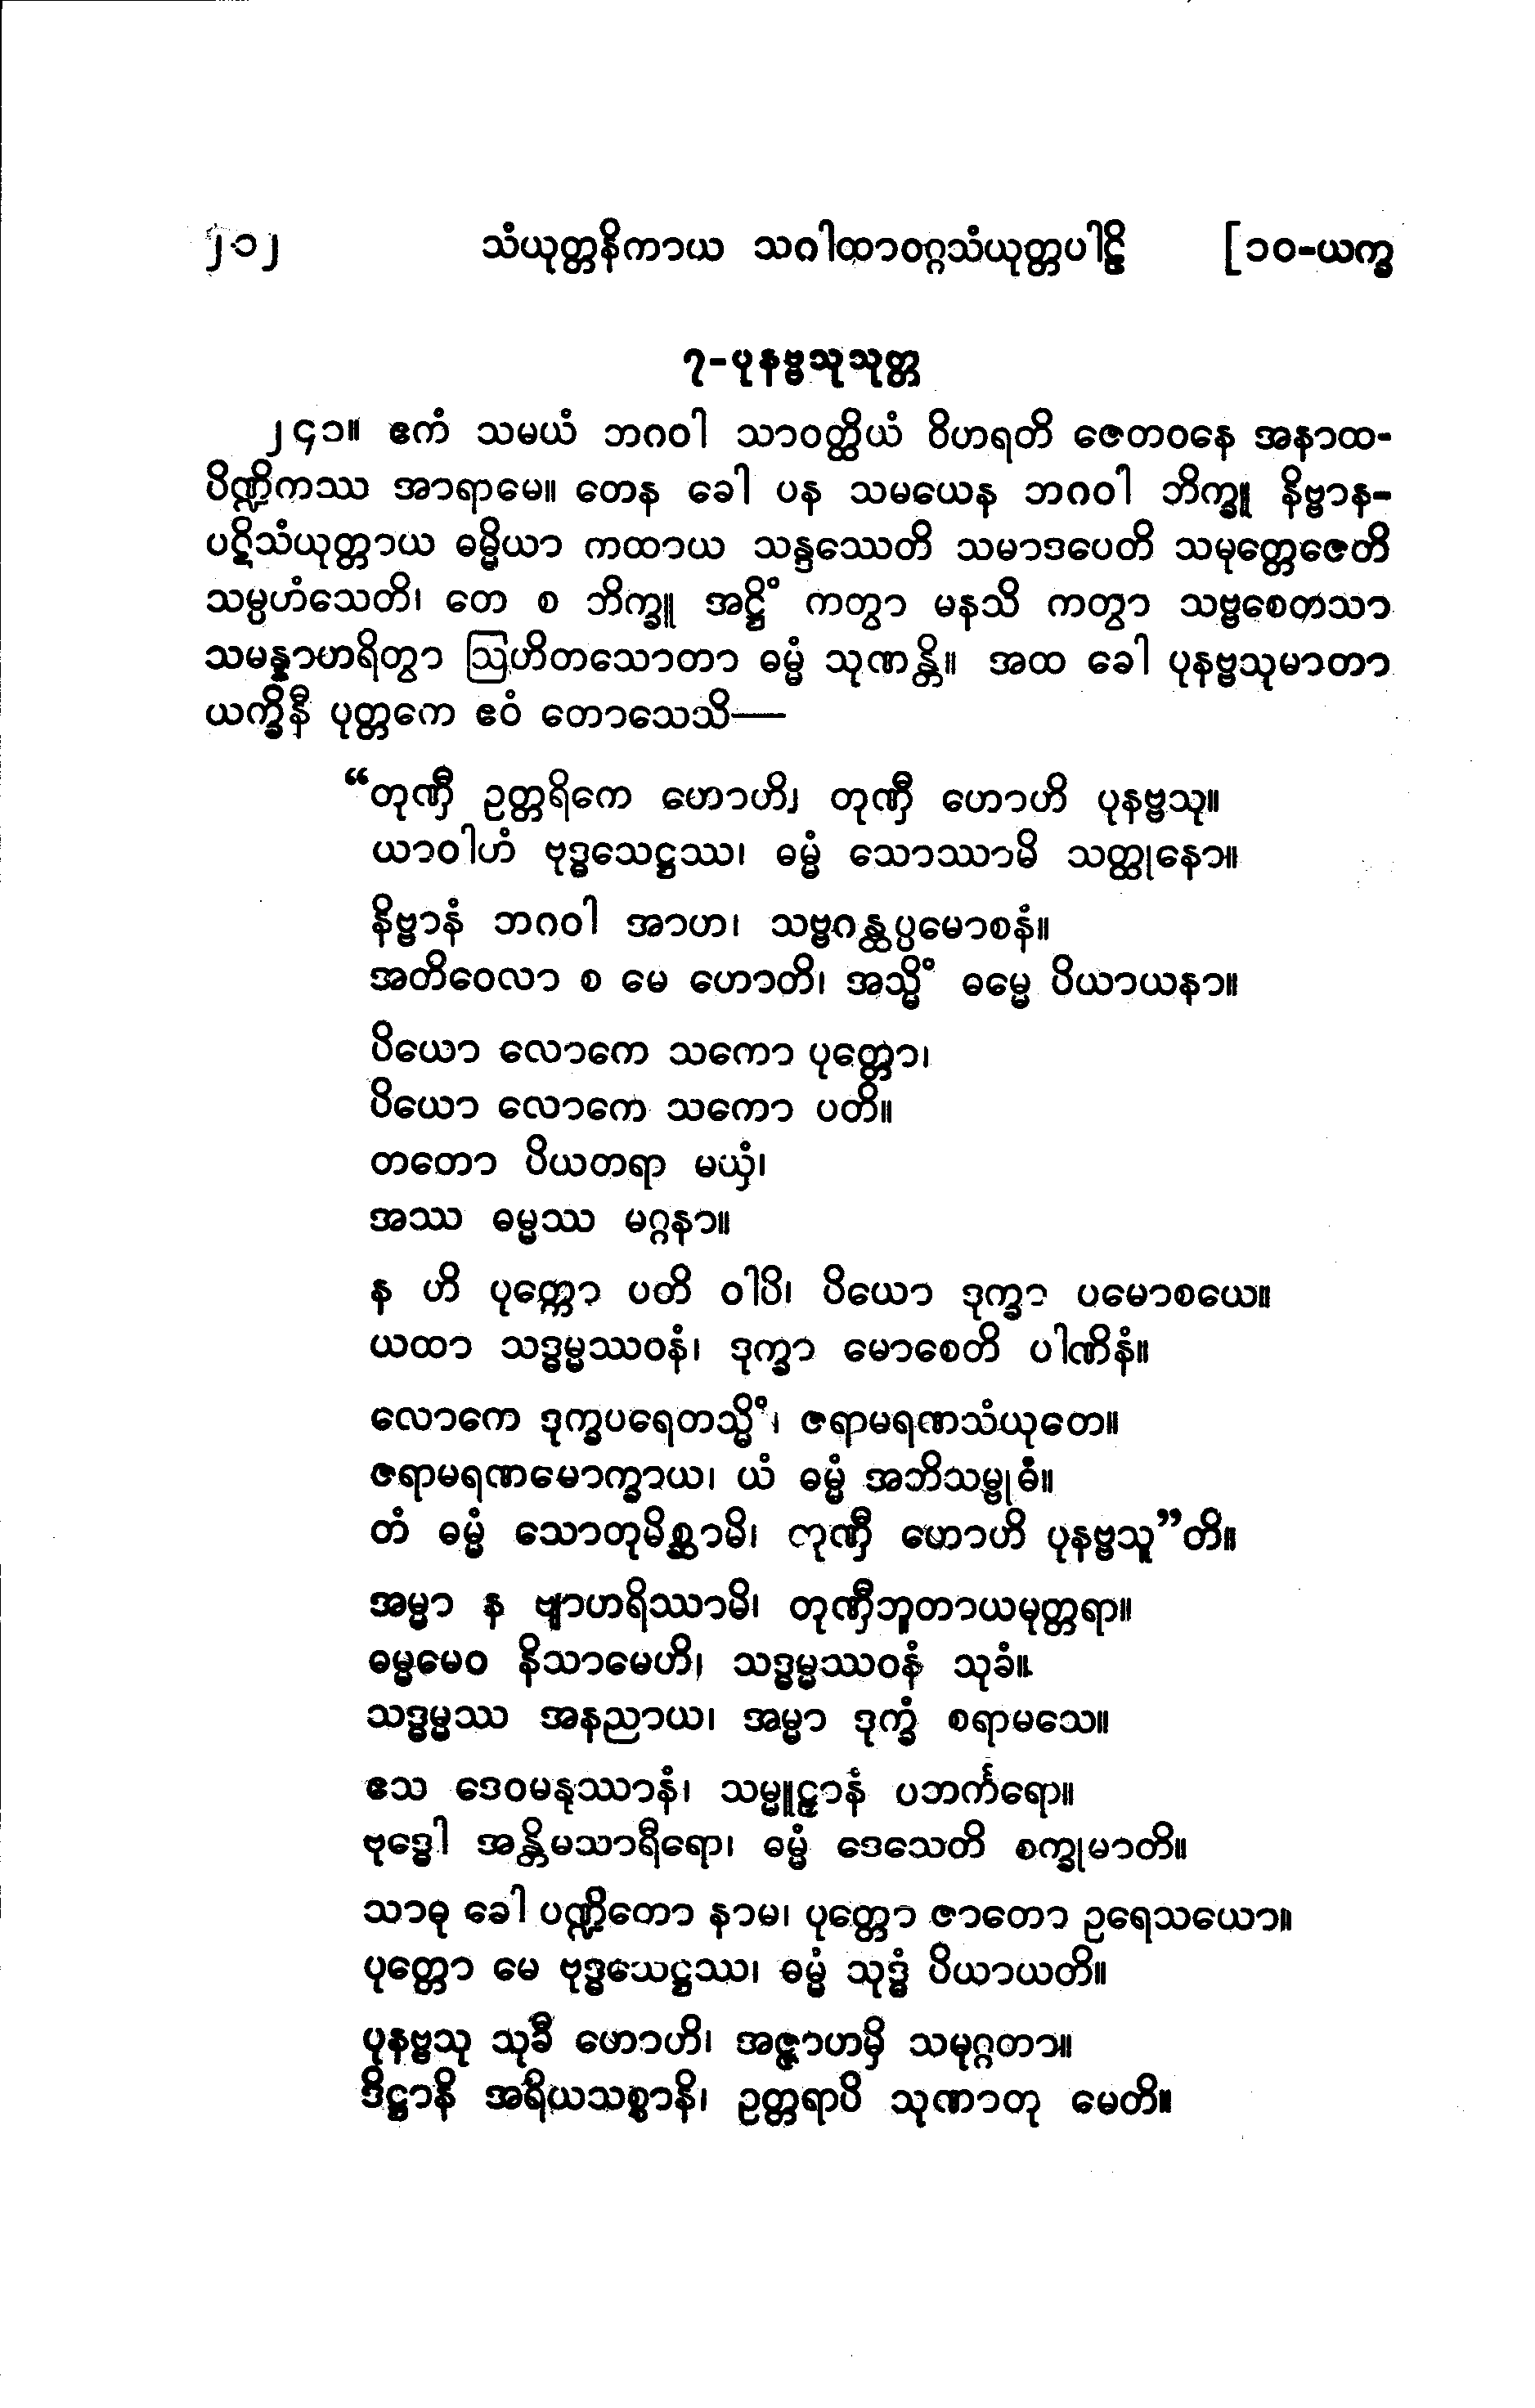 ၂၁၂ သံယုတ္တနိကာယ သဂါထာဝဂ္ဂသံယုတ္တပါဠိ [၁၀-ယက္ခ
၇-ပုနဗ္ဗသုသုတ္တ
၂၄၁။ ဧကံ သမယံ ဘဂဝါ သာဝတ္ထိယံ ဝိဟရတိ ဇေတဝနေ အနာထ-
ပိဏ္ဍိကဿ အာရာမေ။ တေန ခေါ ပန သမယေန ဘဂဝါ ဘိက္ခူ နိဗ္ဗာန-
ပဋိသံယုတ္တာယ ဓမ္မိယာ ကထာယ သန္ဒဿေတိ သမာဒပေတိ သမုတ္တေဇေတိ
သမ္ပဟံသေတိ၊ တေ စ ဘိက္ခူ အဋ္ဌိံ ကတွာ မနသိ ကတွာ သဗ္ဗစေတသာ
သမန္နာဟရိတွာ ဩဟိတသောတာ ဓမ္မံ သုဏန္တိ။ အထ ခေါ ပုနဗ္ဗသုမာတာ
ယက္ခိနီ ပုတ္တကေ ဧဝံ တောသေသိ—
“တုဏှီ ဥတ္တရိကေ ဟောဟိ၊ တုဏှီ ဟောဟိ ပုနဗ္ဗသု။
ယာဝါဟံ ဗုဒ္ဓသေဋ္ဌဿ၊ ဓမ္မံ သောဿာမိ သတ္ထုနော။
နိဗ္ဗာနံ ဘဂဝါ အာဟ၊ သဗ္ဗဂန္ထပ္ပမောစနံ။
အတိဝေလာ စ မေ ဟောတိ၊ အသ္မိံ ဓမ္မေ ပိယာယနာ။
ပိယော လောကေ သကော ပုတ္တော၊
ပိယော လောကေ သကော ပတိ။
တတော ပိယတရာ မယှံ၊
အဿ ဓမ္မဿ မဂ္ဂနာ။
န ဟိ ပုတ္တော ပတိ ဝါပိ၊ ပိယော ဒုက္ခာ ပမောစယေ။
ယထာ သဒ္ဓမ္မဿဝနံ၊ ဒုက္ခာ မောစေတိ ပါဏိနံ။
လောကေ ဒုက္ခပရေတသ္မိံ၊ ဇရာမရဏသံယုတေ။
ဇရာမရဏမောက္ခာယ၊ ယံ ဓမ္မံ အဘိသမ္ဗုဓံ။
တံ ဓမ္မံ သောတုမိစ္ဆာမိ၊ တုဏှီ ဟောဟိ ပုနဗ္ဗသူ”တိ။
အမ္မာ န ဗျာဟရိဿာမိ၊ တုဏှီဘူတာယမုတ္တရာ။
ဓမ္မမေဝ နိသာမေဟိ၊ သဒ္ဓမ္မဿဝနံ သုခံ။
သဒ္ဓမ္မဿ အနညာယ၊ အမ္မာ ဒုက္ခံ စရာမသေ။
ဧသ ဒေဝမနုဿာနံ၊ သမ္မူဠှာနံ ပဘင်္ကရော။
ဗုဒ္ဓေါ အန္တိမသာရီရော၊ ဓမ္မံ ဒေသေတိ စက္ခုမာတိ။
သာဓု ခေါ ပဏ္ဍိတော နာမ၊ ပုတ္တော ဇာတော ဥရေသယော။
ပုတ္တော မေ ဗုဒ္ဓသေဋ္ဌဿ၊ ဓမ္မံ သုဒ္ဓံ ပိယာယတိ။
ပုနဗ္ဗသု သုခီ ဟောဟိ၊ အဇ္ဇာဟမှိ သမုဂ္ဂတာ။
ဒိဋ္ဌာနိ အရိယသစ္စာနိ၊ ဥတ္တရာပိ သုဏာတု မေတိ။